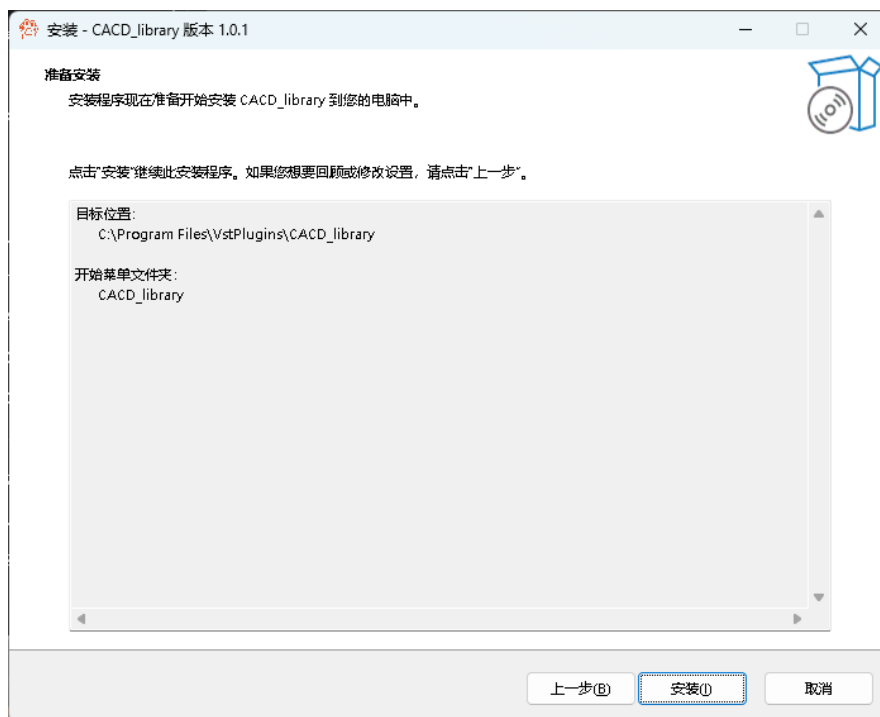 安装 - CACD_library 版本 1.0.1
准备安装
安装程序现在准备开始安装 CACD_library 到您的电脑中。
点击"安装"继续此安装程序。如果您想要回顾或修改设置，请点击"上一步"。
目标位置:
C:\Program Files\VstPlugins\CACD_library
开始菜单文件夹:
CACD_library
上一步(B)
安装(I)
取消